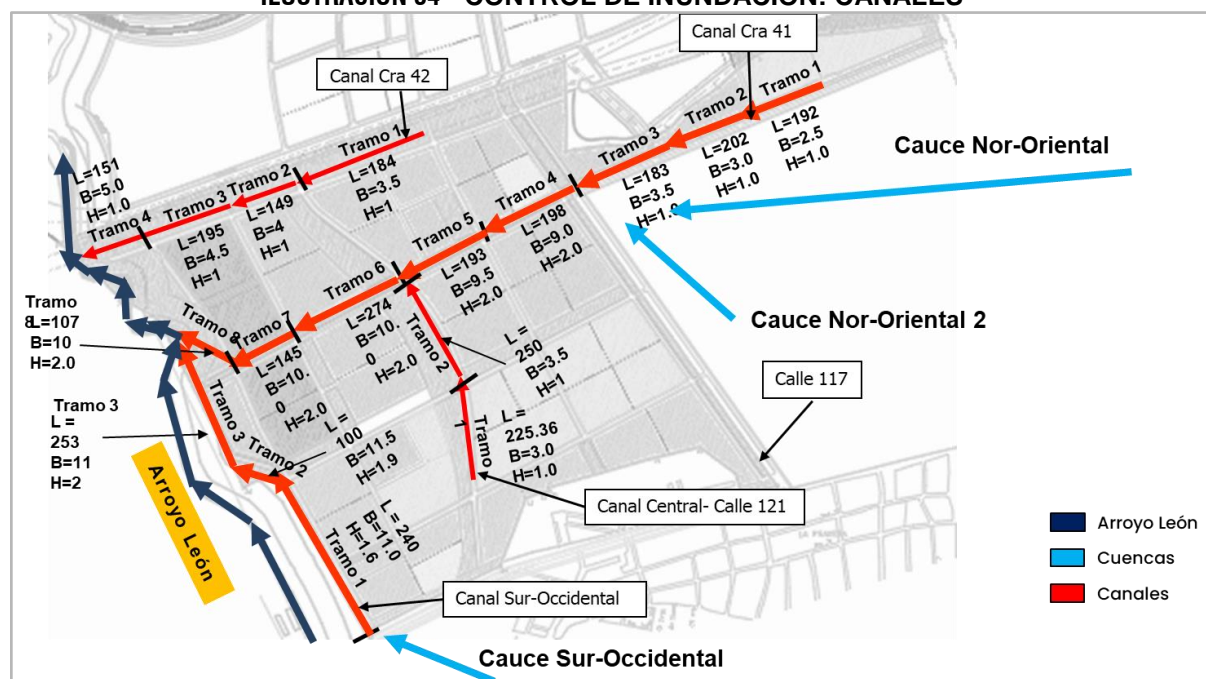 ILUSTRACIÓN 34 - CONTROL DE INUNDACIÓN: CANALES
Canal Cra 41
Canal Cra 42
Tramo 1
L=192
B=2.5
H=1.0
Tramo 2
L=202
B=3.0
H=1.0
Tramo 3
L=183
B=3.5
H=1.0
Tramo 4
L=198
B=9.0
H=2.0
Tramo 5
L=193
B=9.5
H=2.0
Tramo 6
L=274
B=10.
0
H=2.0
Tramo 7
L=145
B=10.
0
H=2.0
Tramo 8
Tramo
8L=107
B=10
H=2.0
Tramo 1
L=184
B=3.5
H=1
Tramo 2
L=149
B=4
H=1
Tramo 3
L=195
B=4.5
H=1
Tramo 4
L=151
B=5.0
H=1.0
Cauce Nor-Oriental
Cauce Nor-Oriental 2
Calle 117
Tramo 2
L =
250
B=3.5
H=1
Tramo
1
L =
225.36
B=3.0
H=1.0
Canal Central- Calle 121
Tramo 3
Tramo 3
L =
253
B=11
H=2
Tramo 2
L =
100
B=11.5
H=1.9
Tramo 1
L = 240
B=11.0
H=1.6
Arroyo León
Canal Sur-Occidental
Cauce Sur-Occidental
Arroyo León
Cuencas
Canales